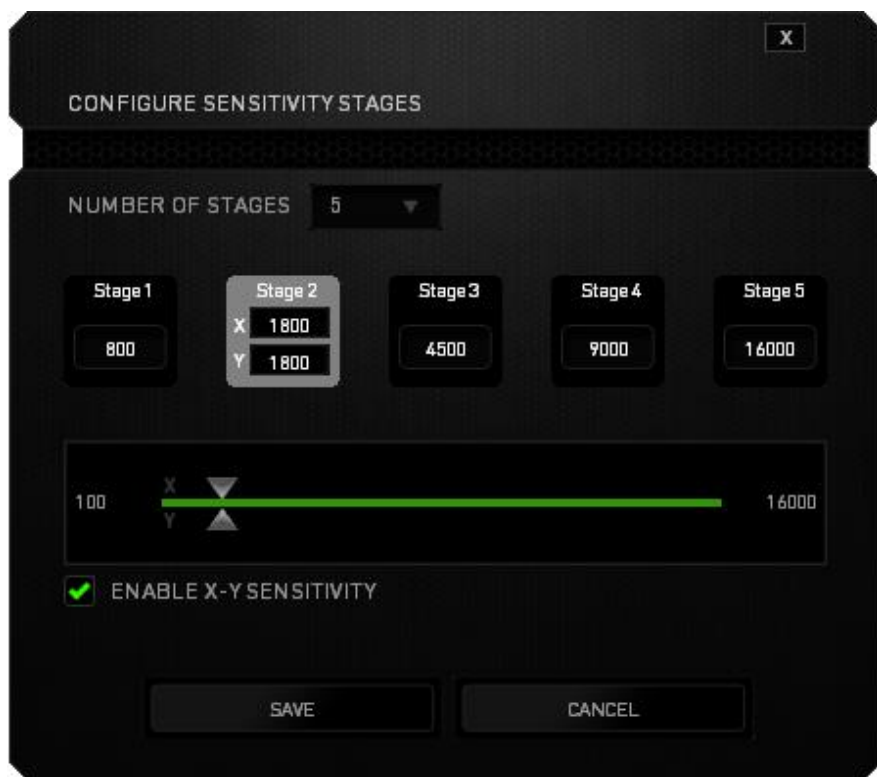 X
CONFIGURE SENSITIVITY STAGES
NUMBER OF STAGES 5
Stage 1 Stage 2 Stage 3 Stage 4 Stage 5
X 1800
800 4500 9000 16000
Y 1800
X
100 16000
Y
ENABLE X-Y SENSITIVITY
SAVE CANCEL